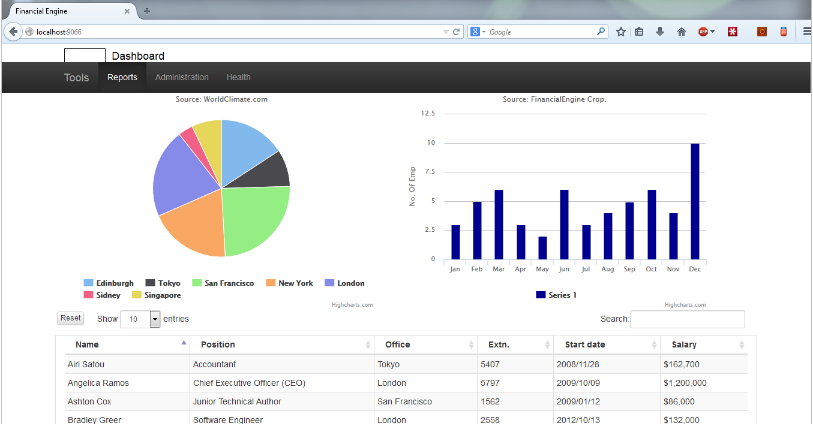 Financial Engine
localhost:9066
Google
Dashboard
Tools Reports Administration Health
Source: WorldClimate.com
Source: FinancialEngine Crop.
12.5
10
7.5
5
2.5
0
No. Of Emp
Jan Feb Mar Apr May Jun Jul Aug Sep Oct Nov Dec
Edinburgh Tokyo San Francisco New York London
Sidney Singapore
Series 1
Highcharts.com
Highcharts.com
Reset Show 10 entries Search:
Name Position Office Extn. Start date Salary
Airi Satou Accountant Tokyo 5407 2008/11/28 $162,700
Angelica Ramos Chief Executive Officer (CEO) London 5797 2009/10/09 $1,200,000
Ashton Cox Junior Technical Author San Francisco 1562 2009/01/12 $86,000
Bradley Greer Software Engineer London 2558 2012/10/13 $132,000